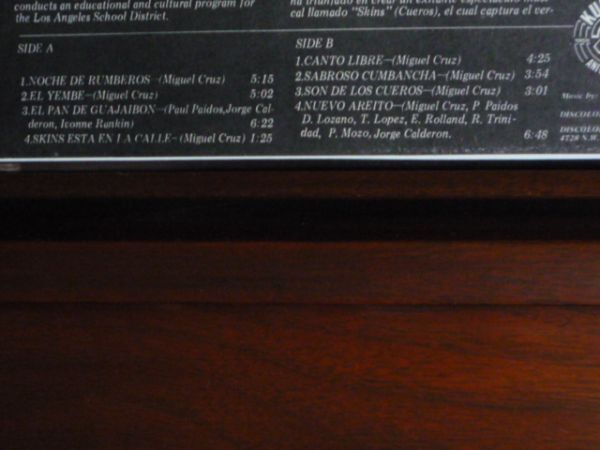 conducts an educational and cultural program for
the Los Angeles School District.
cal llamado "Skins" (Cueros), el cual captura el ver-
SIDE A
1.NOCHE DE RUMBEROS-(Miguel Cruz) 5:15
2.EL YEMBE-(Miguel Cruz) 5:02
3.EL PAN DE GUAJAIBON-(Paul Paidos,Jorge Cal-
deron, Iconne Rankin) 6:22
4.SKINS ESTA EN LA CALLE-(Miguel Cruz) 1:25
SIDE B
1.CANTO LIBRE-(Miguel Cruz) 4:25
2.SABROSO CUMBANCHA-(Miguel Cruz) 3:54
3.SON DE LOS CUEROS-(Miguel Cruz) 3:01
4.NUEVO AREITO-(Miguel Cruz, P. Paidos
D. Lozano, T. Lopez, E. Rolland, R. Trini-
dad, P. Mozo, Jorge Calderon. 6:48
Music by:
DISCOLOR
4728 N.W.